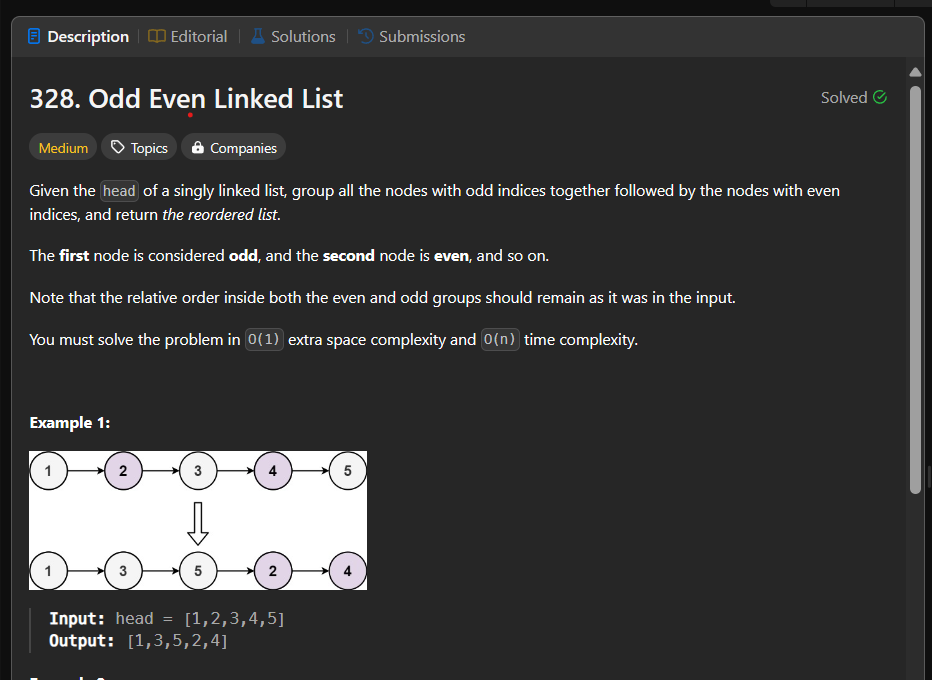 Description
Editorial
Solutions
Submissions
328. Odd Even Linked List
Solved
Medium
Topics
Companies
Given the head of a singly linked list, group all the nodes with odd indices together followed by the nodes with even
indices, and return the reordered list.
The first node is considered odd, and the second node is even, and so on.
Note that the relative order inside both the even and odd groups should remain as it was in the input.
You must solve the problem in O(1) extra space complexity and O(n) time complexity.
Example 1:
1 2 3 4 5
1 3 5 2 4
Input: head = [1,2,3,4,5]
Output: [1,3,5,2,4]